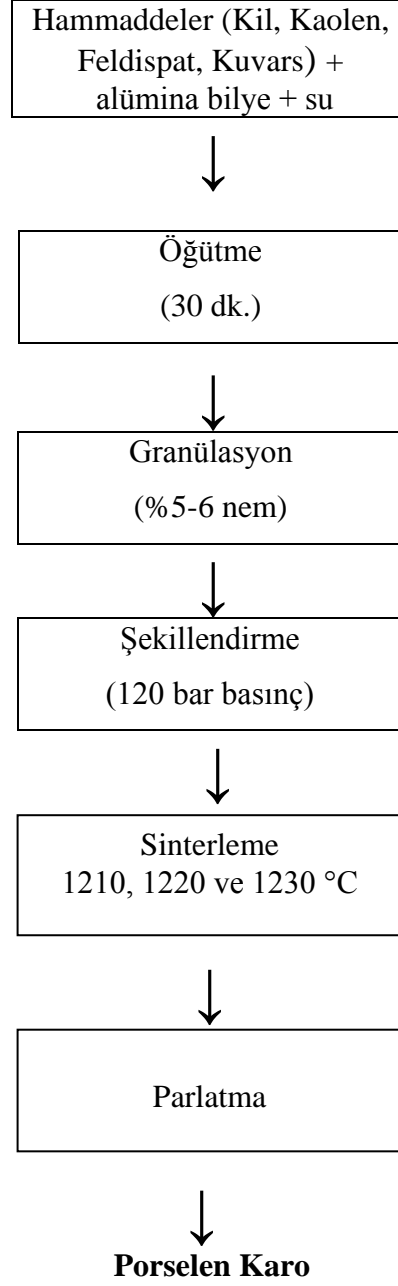 Hammaddeler (Kil, Kaolen,
Feldispat, Kuvars) +
alümina bilye + su
Öğütme
(30 dk.)
Granülasyon
(%5-6 nem)
Şekillendirme
(120 bar basınç)
Sinterleme
1210, 1220 ve 1230 °C
Parlatma
Porselen Karo